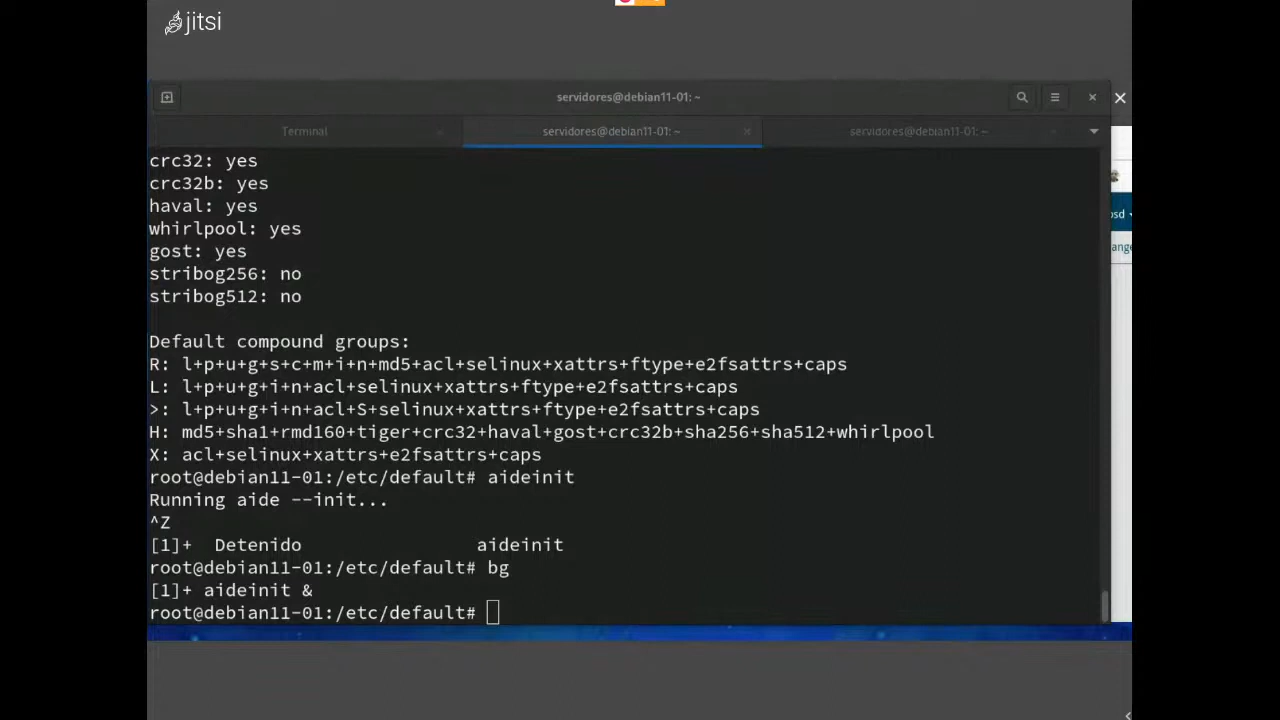 jitsi
servidores@debian11-01: ~
Terminal
servidores@debian11-01: ~
servidores@debian11-01: ~
crc32: yes
crc32b: yes
haval: yes
whirlpool: yes
gost: yes
stribog256: no
stribog512: no
Default compound groups:
R: l+p+u+g+s+c+m+i+n+md5+acl+selinux+xattrs+ftype+e2fsattrs+caps
L: l+p+u+g+i+n+acl+selinux+xattrs+ftype+e2fsattrs+caps
>: l+p+u+g+i+n+acl+S+selinux+xattrs+ftype+e2fsattrs+caps
H: md5+sha1+rmd160+tiger+crc32+haval+gost+crc32b+sha256+sha512+whirlpool
X: acl+selinux+xattrs+e2fsattrs+caps
root@debian11-01:/etc/default# aideinit
Running aide --init...
^Z
[1]+  Detenido                aideinit
root@debian11-01:/etc/default# bg
[1]+ aideinit &
root@debian11-01:/etc/default#